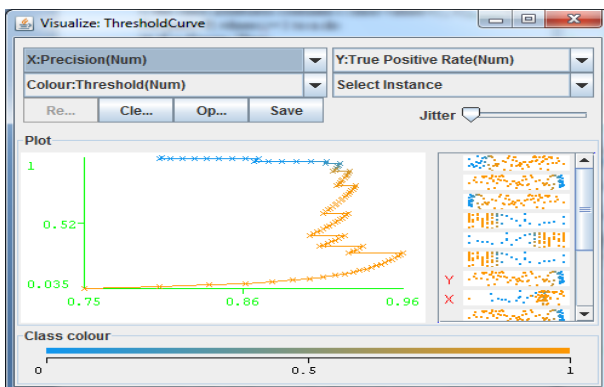 Visualize: ThresholdCurve
X:Precision(Num)
Y:True Positive Rate(Num)
Colour:Threshold(Num)
Select Instance
Re...
Cle...
Op...
Save
Jitter
Plot
1
0.52
0.035
0.75
0.86
0.96
Y
X
Class colour
0
0.5
1